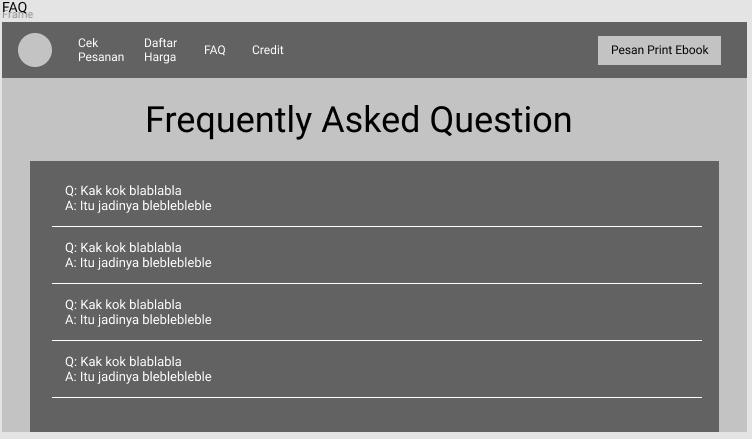 FAQ
Frame
Cek Pesanan
Daftar Harga
FAQ
Credit
Pesan Print Ebook
Frequently Asked Question
Q: Kak kok blablabla
A: Itu jadinya bleblebleble
Q: Kak kok blablabla
A: Itu jadinya bleblebleble
Q: Kak kok blablabla
A: Itu jadinya bleblebleble
Q: Kak kok blablabla
A: Itu jadinya bleblebleble